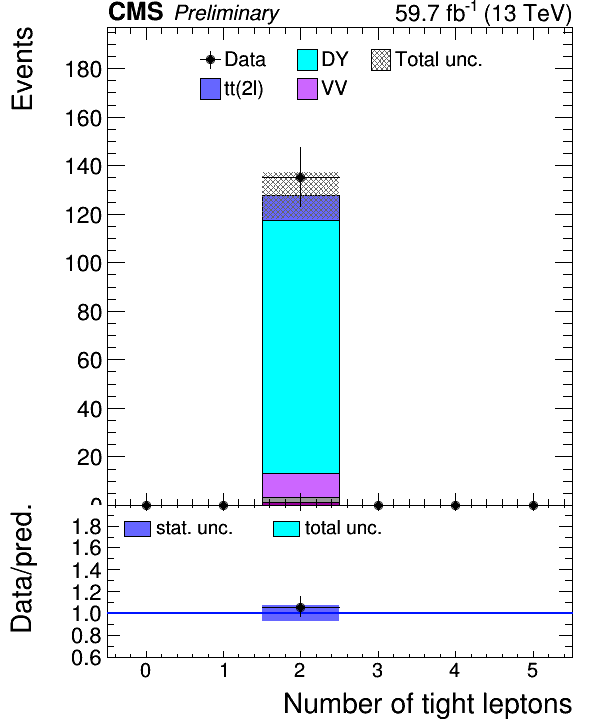 CMS Preliminary 59.7 fb⁻¹ (13 TeV)
Events
Data DY Total unc.
tt(2l) VV
180
160
140
120
100
80
60
40
20
0
Data/pred.
stat. unc. total unc.
1.8
1.6
1.4
1.2
1.0
0.8
0.6
0 1 2 3 4 5
Number of tight leptons